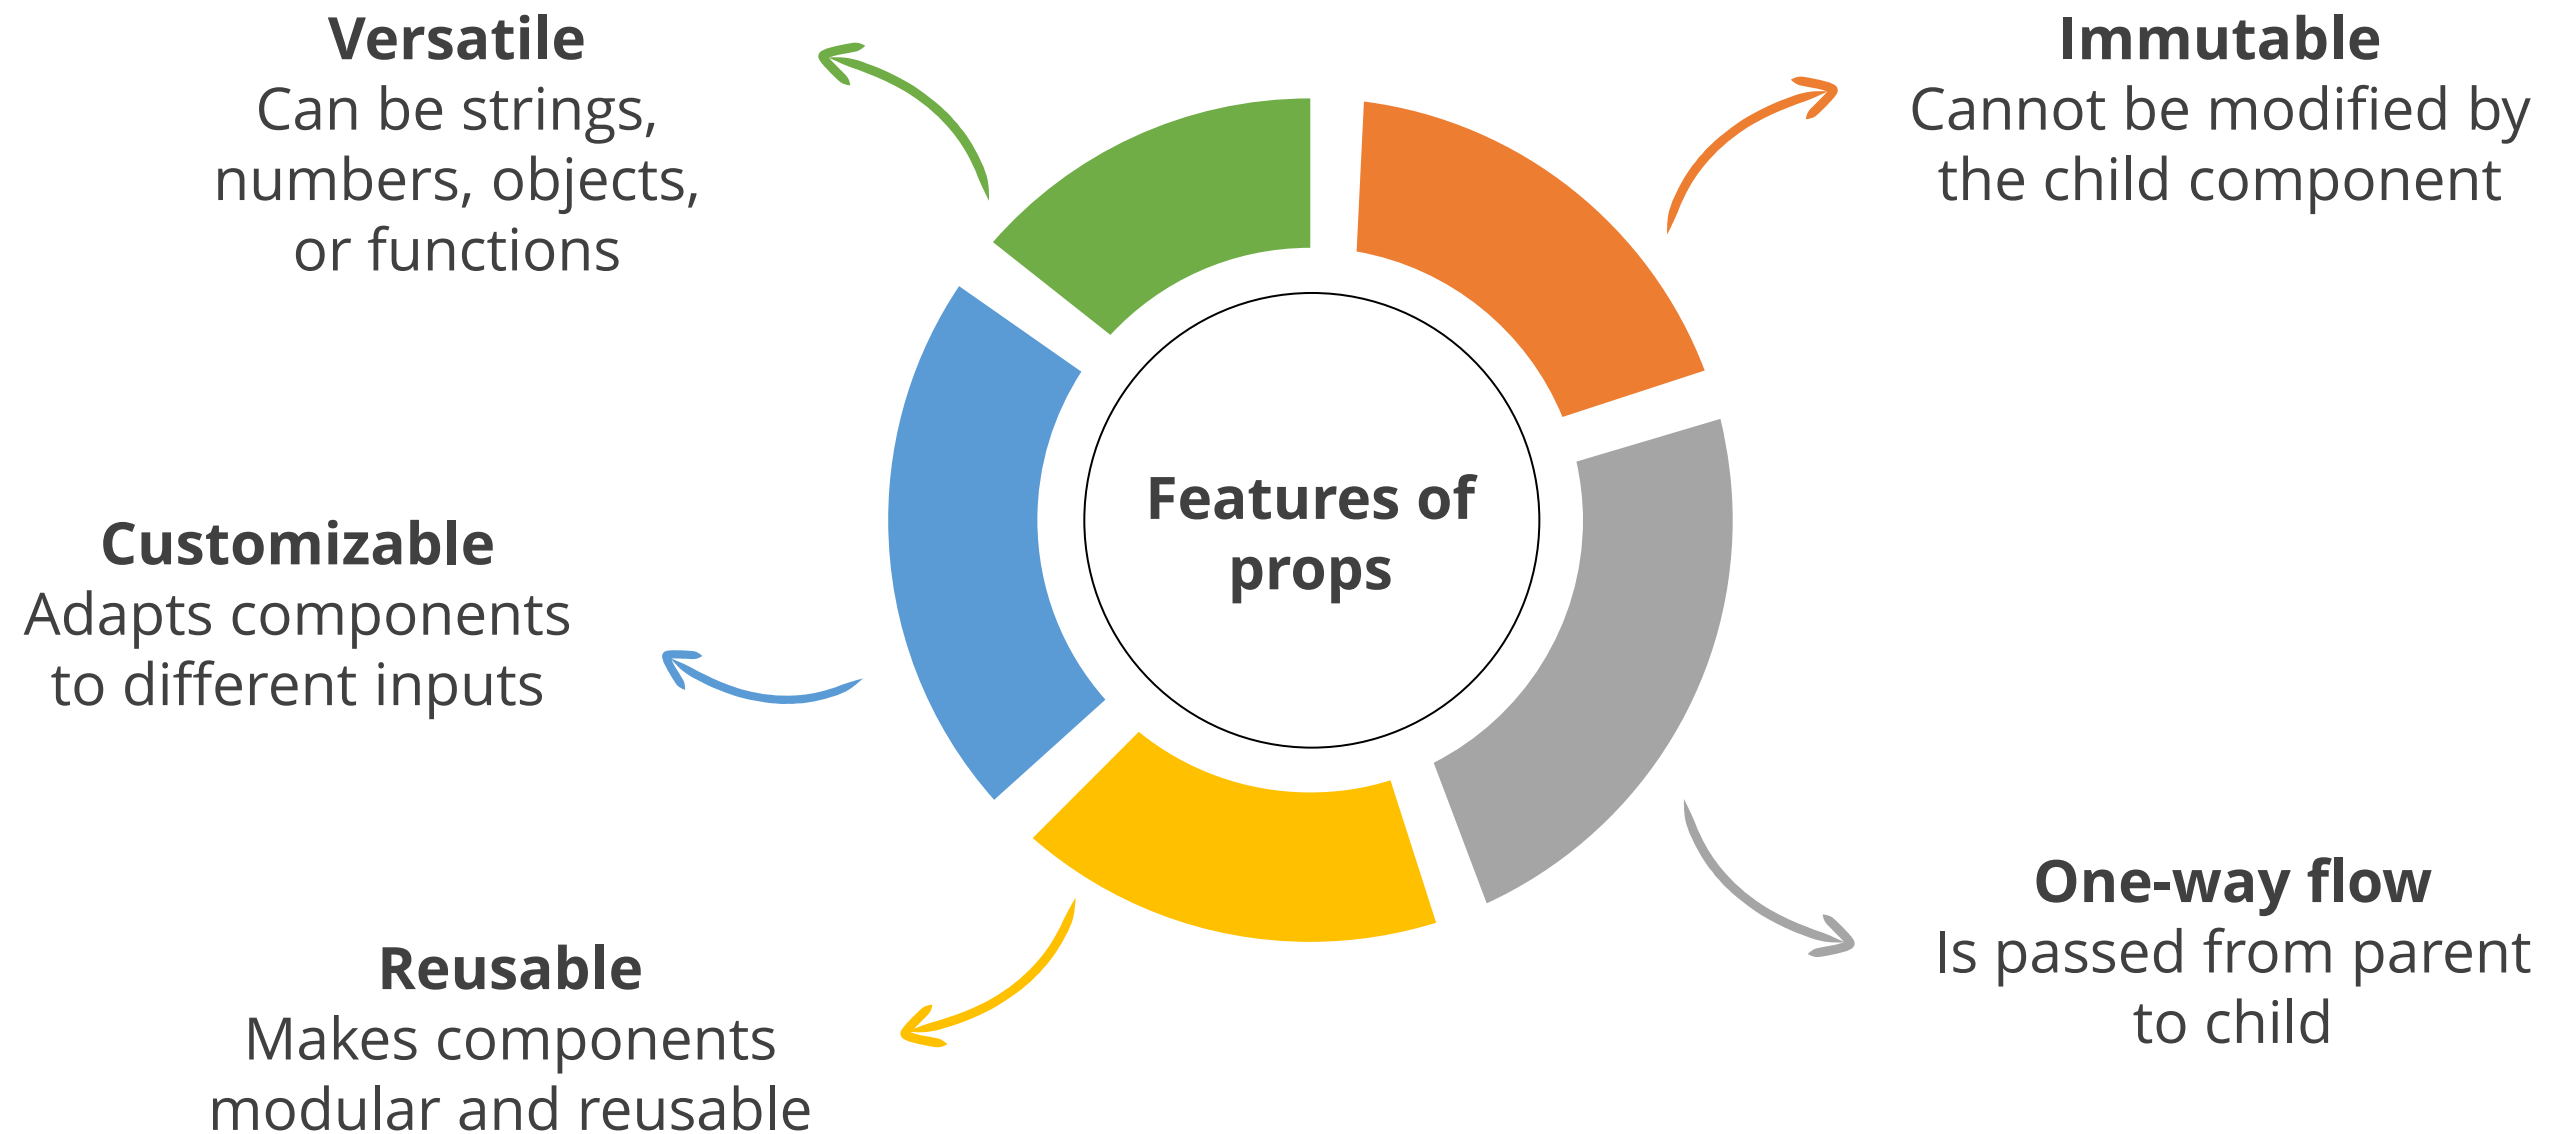 Versatile
Can be strings,
numbers, objects,
or functions
Immutable
Cannot be modified by
the child component
Features of
props
Customizable
Adapts components
to different inputs
One-way flow
Is passed from parent
to child
Reusable
Makes components
modular and reusable